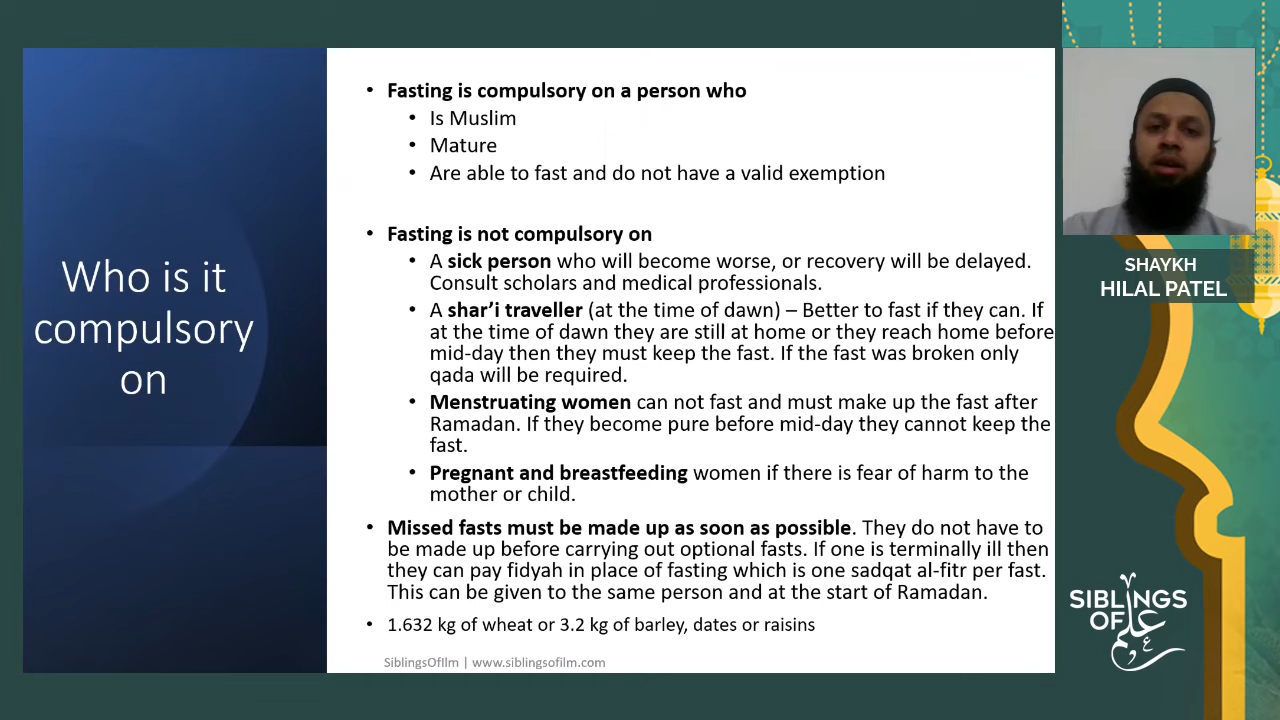 Who is it
compulsory
on
• Fasting is compulsory on a person who
• Is Muslim
• Mature
• Are able to fast and do not have a valid exemption
• Fasting is not compulsory on
• A sick person who will become worse, or recovery will be delayed.
Consult scholars and medical professionals.
• A shar’i traveller (at the time of dawn) – Better to fast if they can. If
at the time of dawn they are still at home or they reach home before
mid-day then they must keep the fast. If the fast was broken only
qada will be required.
• Menstruating women can not fast and must make up the fast after
Ramadan. If they become pure before mid-day they cannot keep the
fast.
• Pregnant and breastfeeding women if there is fear of harm to the
mother or child.
• Missed fasts must be made up as soon as possible. They do not have to
be made up before carrying out optional fasts. If one is terminally ill then
they can pay fidyah in place of fasting which is one sadqat al-fitr per fast.
This can be given to the same person and at the start of Ramadan.
• 1.632 kg of wheat or 3.2 kg of barley, dates or raisins
SiblingsOfIlm | www.siblingsofilm.com
SHAYKH
HILAL PATEL
SIBLINGS
OF علم